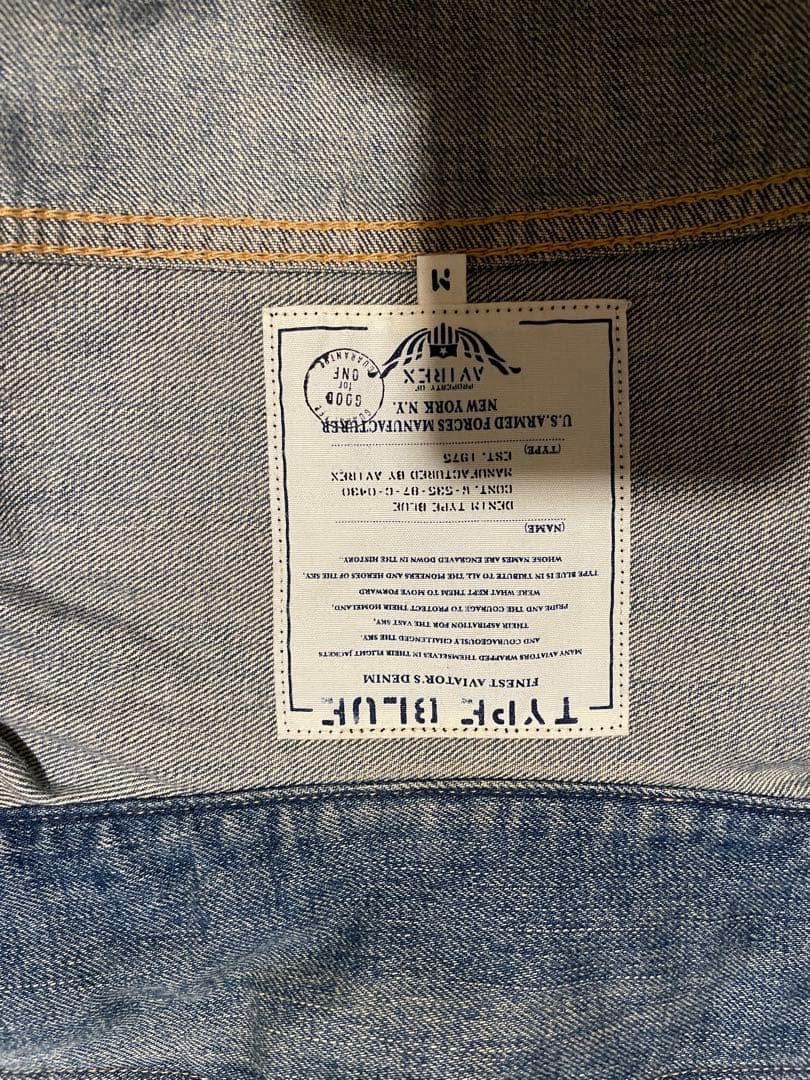 TYPE BLUE
FINEST AVIATOR'S DENIM
MANY AVIATORS WRAPPED THEMSELVES IN THEIR FLIGHT JACKETS
AND COURAGEOUSLY CHALLENGED THE SKY.
THEIR ASPIRATION FOR THE VAST SKY,
PRIDE AND THE COURAGE TO PROTECT THEIR HOMELAND,
WERE WHAT KEPT THEM TO MOVE FORWARD
TYPE BLUE IS IN TRIBUTE TO ALL THE PIONEERS AND HEROES OF THE SKY,
WHOSE NAMES ARE ENGRAVED DOWN IN THE HISTORY..
(NAME)
DENIM TYPE BLUE
CONT. W-535-97-C-0430
MANUFACTURED BY AVIREX
(TYPE) EST. 1975
U.S.ARMED FORCES MANUFACTURER
NEW YORK N.Y.
PROPERTY OF
AVIREX
GOOD
for
ONE
GUARANTEE
M